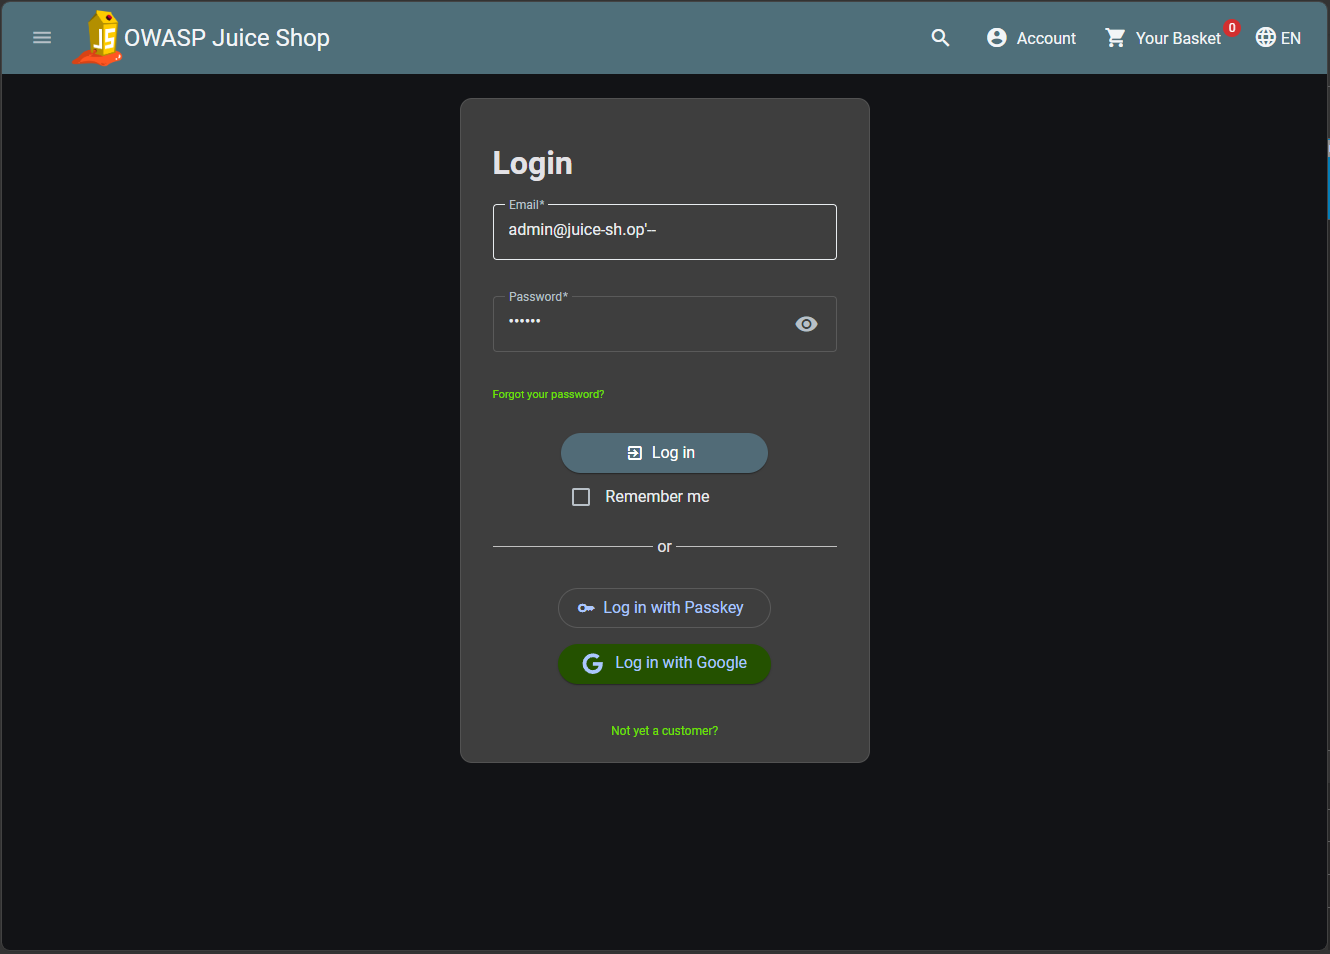 JS
OWASP Juice Shop
Account
Your Basket
0
EN
Login
Email*
admin@juice-sh.op'--
Password*
••••••
Forgot your password?
Log in
Remember me
or
Log in with Passkey
G Log in with Google
Not yet a customer?